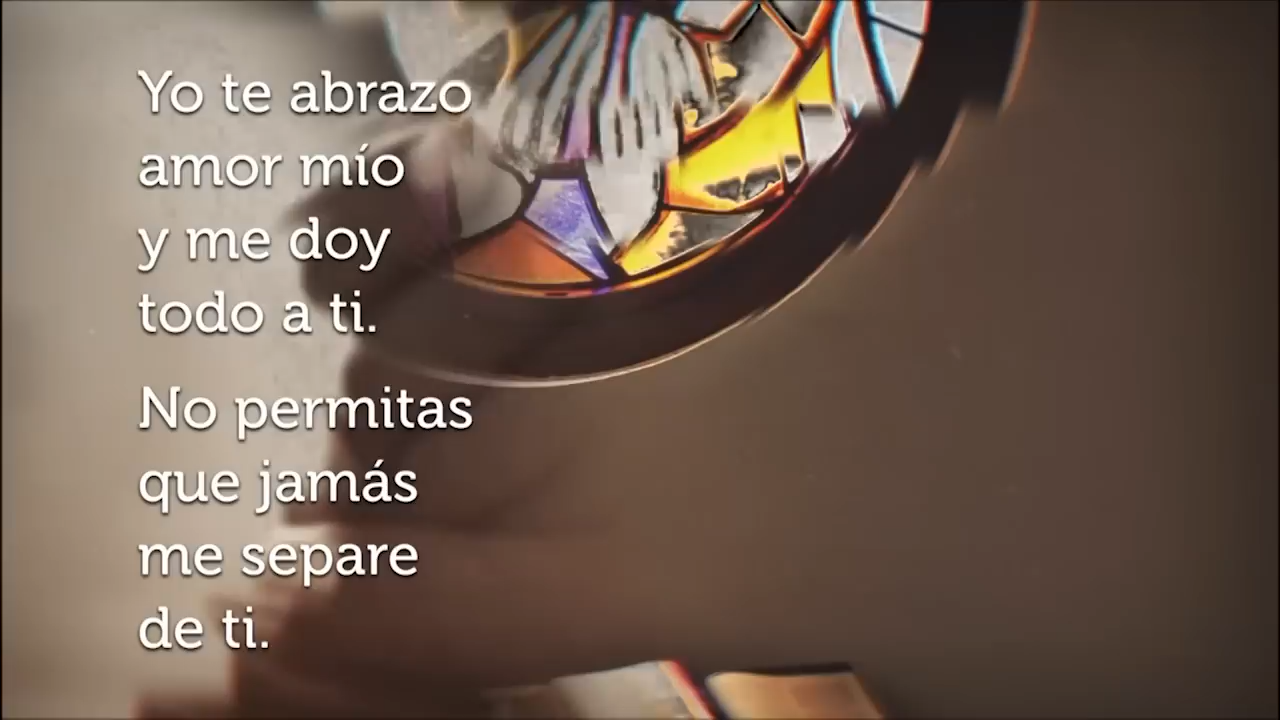 Yo te abrazo
amor mío
y me doy
todo a ti.
No permitas
que jamás
me separe
de ti.